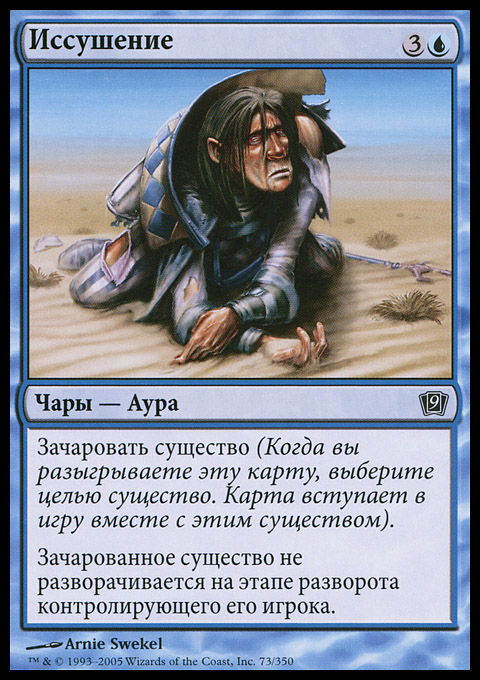 Иссушение 3
Чары — Аура 9
Зачаровать существо (Когда вы
разыгрываете эту карту, выберите
целью существо. Карта вступает в
игру вместе с этим существом).
Зачарованное существо не
разворачивается на этапе разворота
контролирующего его игрока.
Arnie Swekel
™ & © 1993–2005 Wizards of the Coast, Inc. 73/350